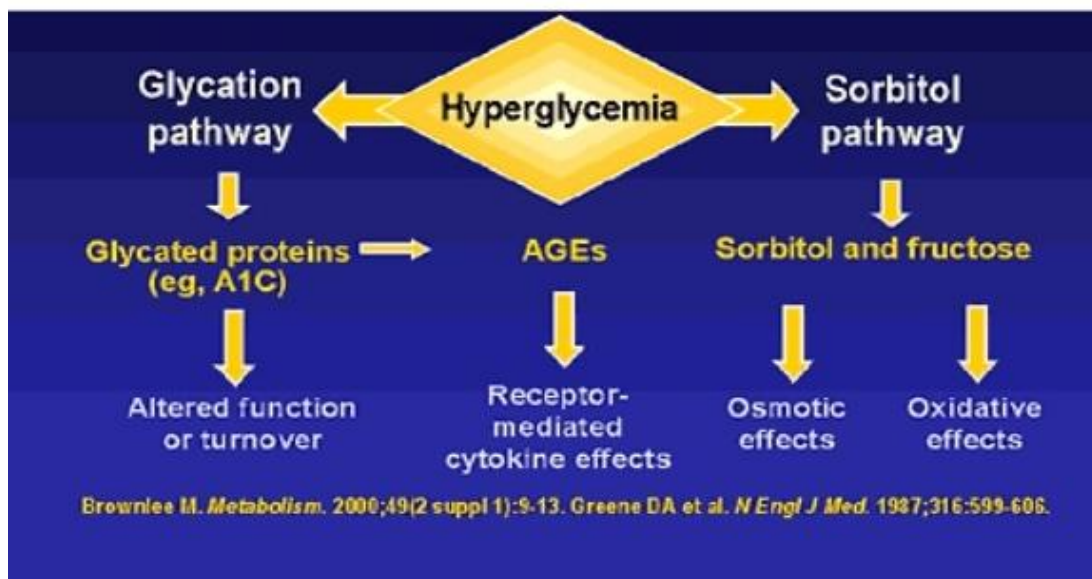 Hyperglycemia
Glycation
pathway
Sorbitol
pathway
Glycated proteins
(eg, A1C)
AGEs
Sorbitol and fructose
Altered function
or turnover
Receptor-
mediated
cytokine effects
Osmotic
effects
Oxidative
effects
Brownlee M. Metabolism. 2000;49(2 suppl 1):9-13. Greene DA et al. N Engl J Med. 1987;316:599-606.